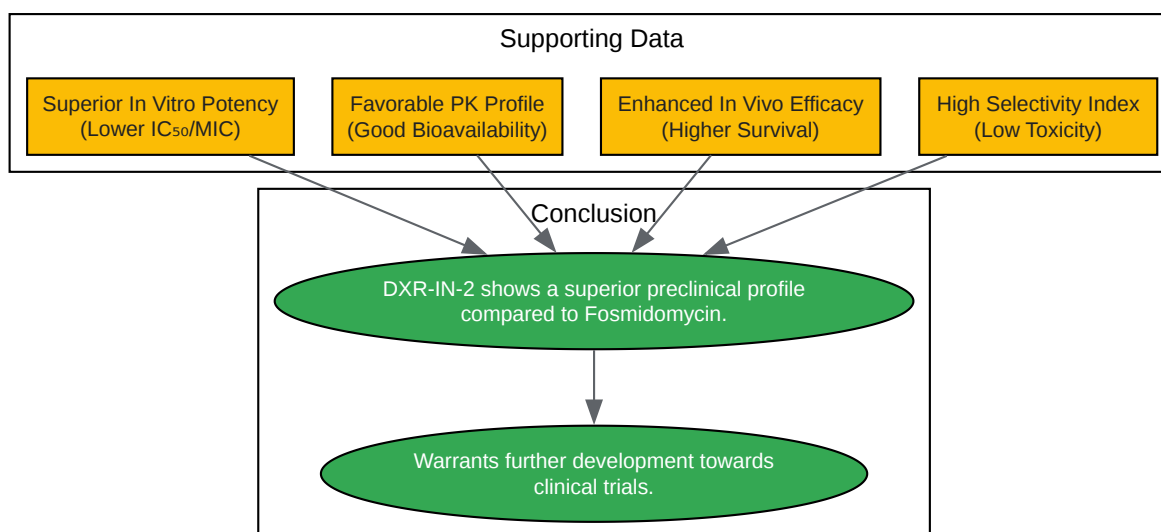 Supporting Data
Superior In Vitro Potency
(Lower IC₅₀/MIC)
Favorable PK Profile
(Good Bioavailability)
Enhanced In Vivo Efficacy
(Higher Survival)
High Selectivity Index
(Low Toxicity)
Conclusion
DXR-IN-2 shows a superior preclinical profile
compared to Fosmidomycin.
Warrants further development towards
clinical trials.